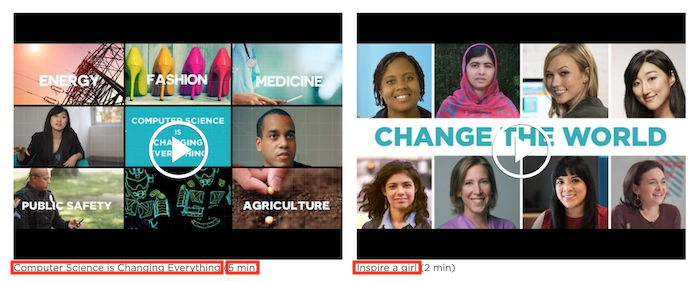 ENERGY
FASHION
MEDICINE
COMPUTER SCIENCE
IS
CHANGING
EVERYTHING
PUBLIC SAFETY
AGRICULTURE
Computer Science is Changing Everything (5 min)
CHANGE THE WORLD
Inspire a girl (2 min)